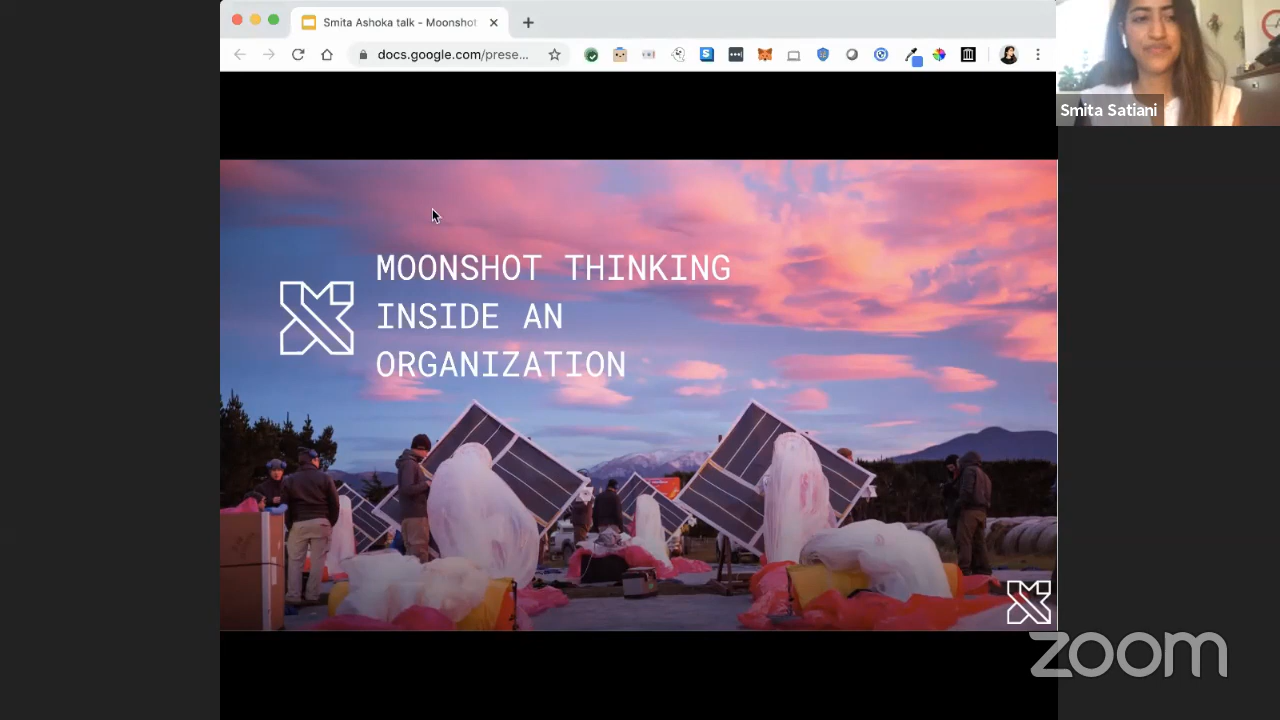 Smita Ashoka talk - Moonshot
docs.google.com/prese...
Smita Satiani
MOONSHOT THINKING
INSIDE AN
ORGANIZATION
zoom